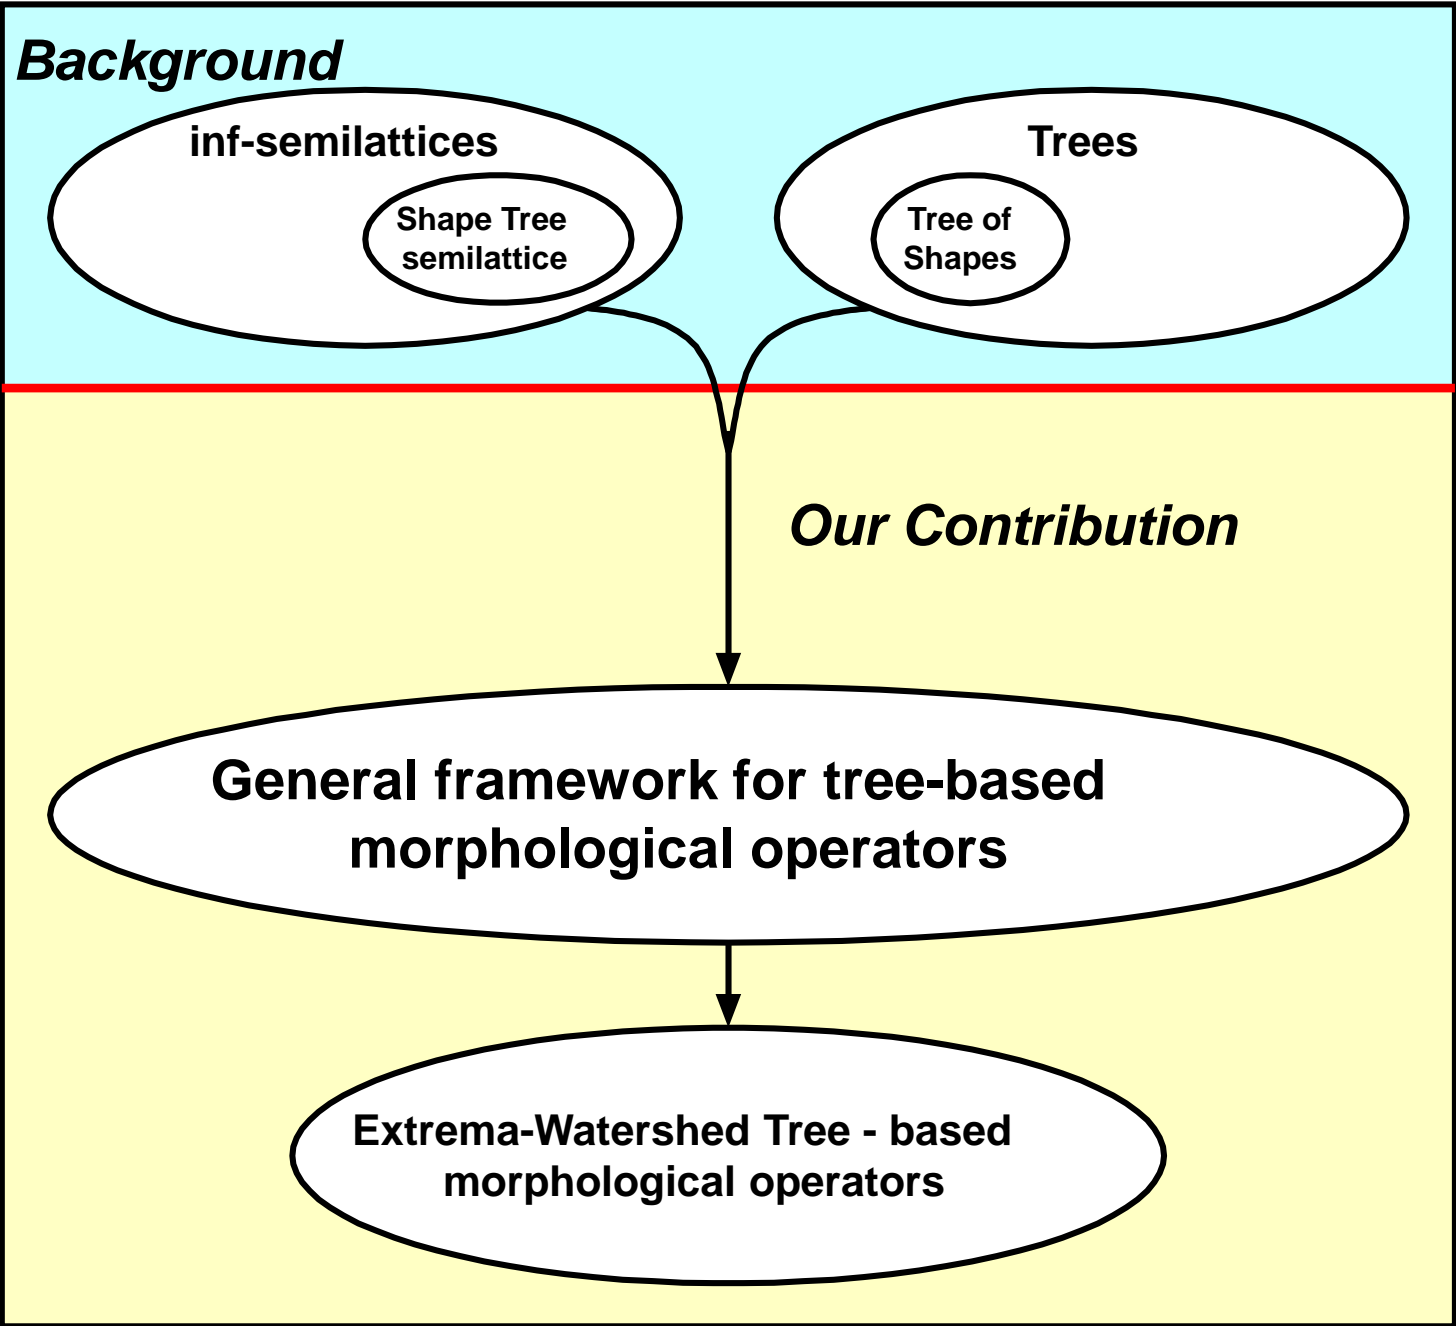 Background
inf-semilattices
Shape Tree
semilattice
Trees
Tree of
Shapes
Our Contribution
General framework for tree-based
morphological operators
Extrema-Watershed Tree - based
morphological operators